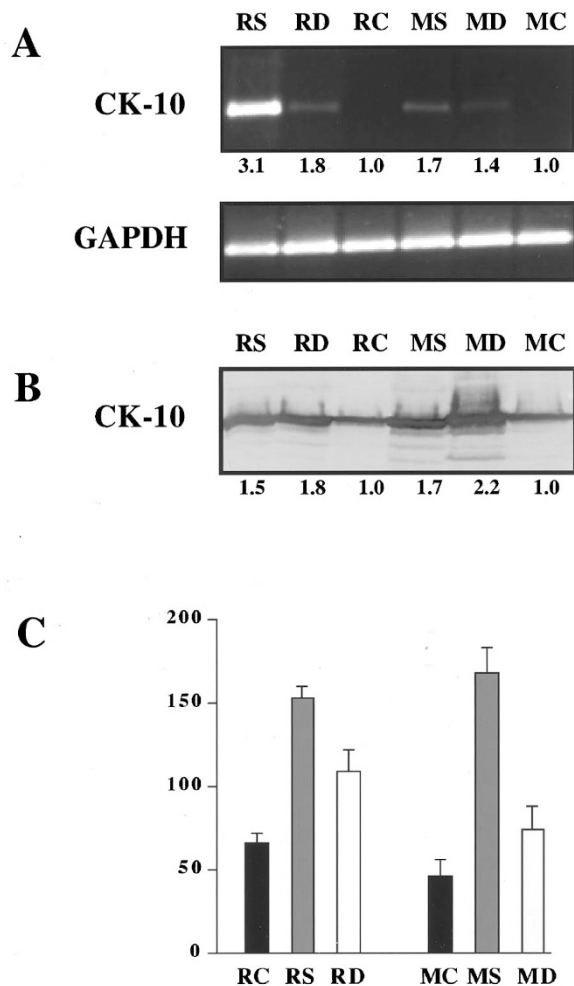 RS RD RC MS MD MC
A
CK-10
3.1 1.8 1.0 1.7 1.4 1.0
GAPDH
RS RD RC MS MD MC
B
CK-10
1.5 1.8 1.0 1.7 2.2 1.0
C
200
150
100
50
0
RC RS RD MC MS MD